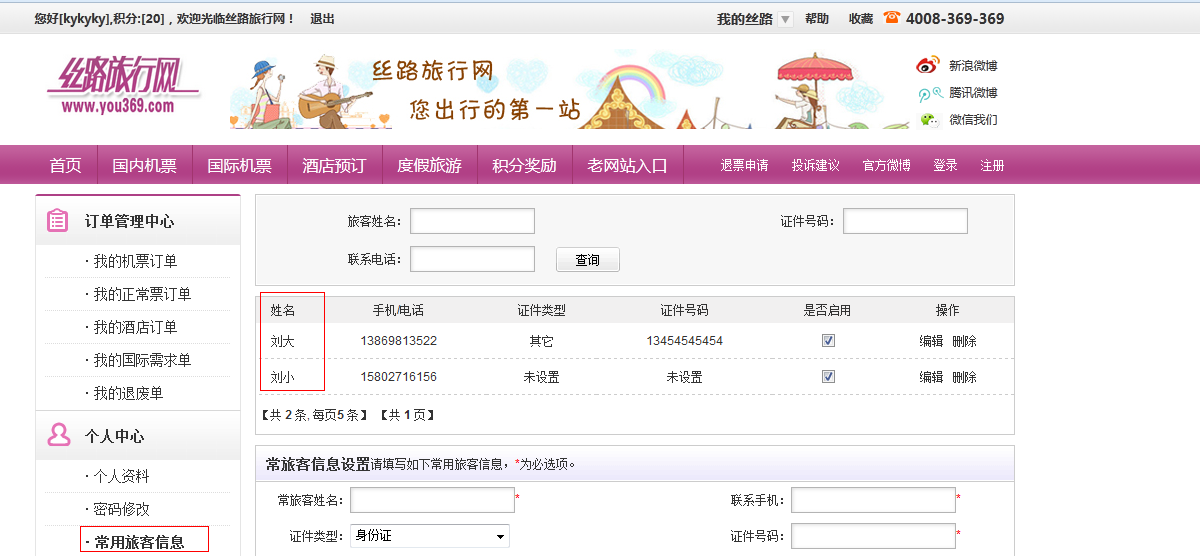 您好[kykyky],积分:[20]，欢迎光临丝路旅行网！ 退出 我的丝路 帮助 收藏 4008-369-369
丝路旅行网
www.you369.com
丝路旅行网
您出行的第一站
新浪微博
腾讯微博
微信我们
首页 国内机票 国际机票 酒店预订 度假旅游 积分奖励 老网站入口 退票申请 投诉建议 官方微博 登录 注册
订单管理中心
· 我的机票订单
· 我的正常票订单
· 我的酒店订单
· 我的国际需求单
· 我的退废单
个人中心
· 个人资料
· 密码修改
· 常用旅客信息
旅客姓名： 证件号码：
联系电话： 查询
姓名 手机/电话 证件类型 证件号码 是否启用 操作
刘大 13869813522 其它 13454545454 编辑 删除
刘小 15802716156 未设置 未设置 编辑 删除
【共 2 条, 每页5 条】 【共 1 页】
常旅客信息设置请填写如下常用旅客信息，*为必选项。
常旅客姓名： * 联系手机： *
证件类型： 身份证 证件号码： *